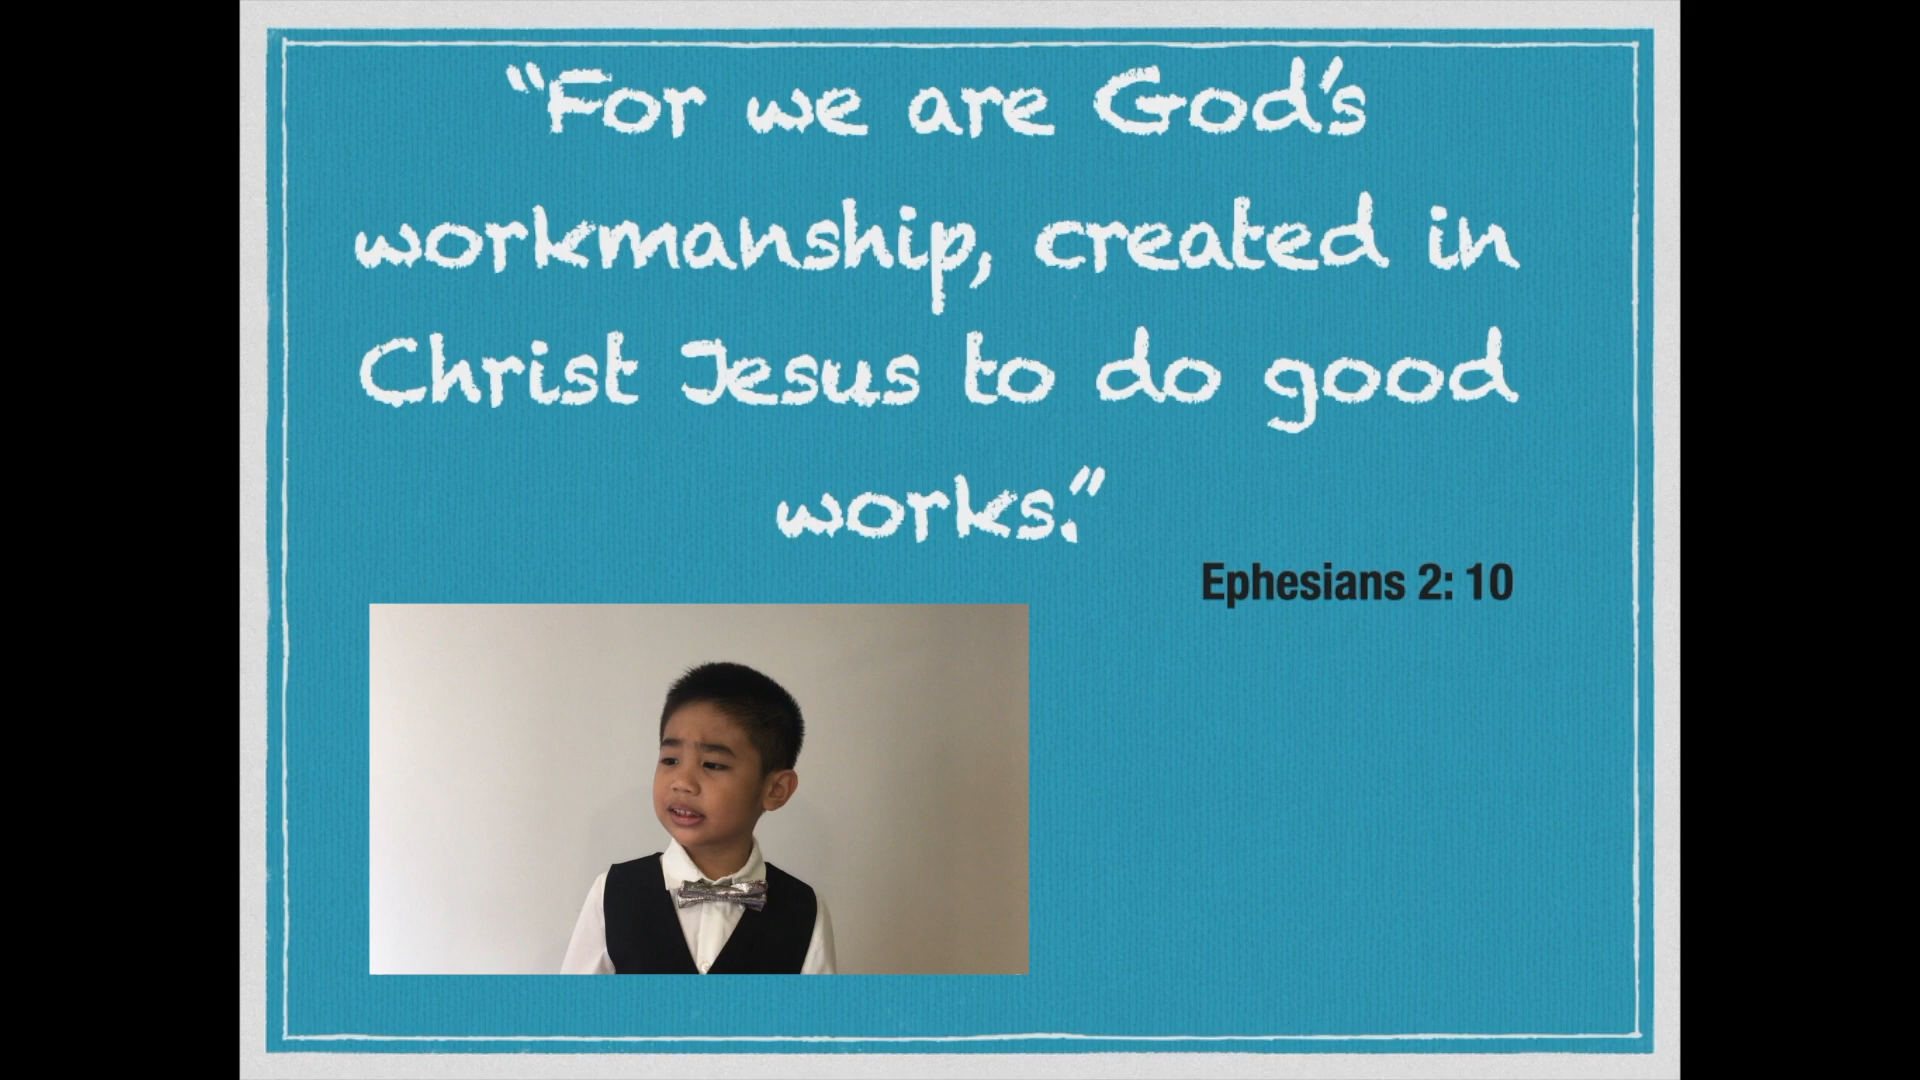 “For we are God’s
workmanship, created in
Christ Jesus to do good
works.”
Ephesians 2: 10